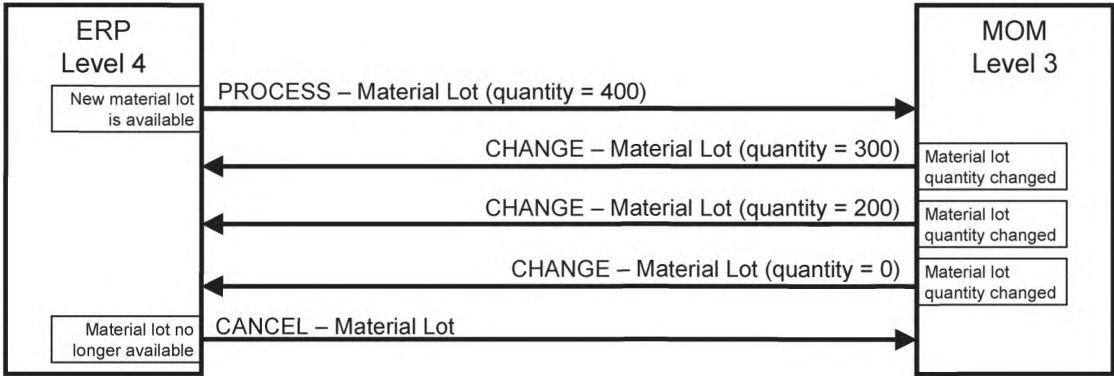 ERP
Level 4
MOM
Level 3
New material lot
is available
PROCESS – Material Lot (quantity = 400)
CHANGE – Material Lot (quantity = 300)
Material lot
quantity changed
CHANGE – Material Lot (quantity = 200)
Material lot
quantity changed
CHANGE – Material Lot (quantity = 0)
Material lot
quantity changed
Material lot no
longer available
CANCEL – Material Lot